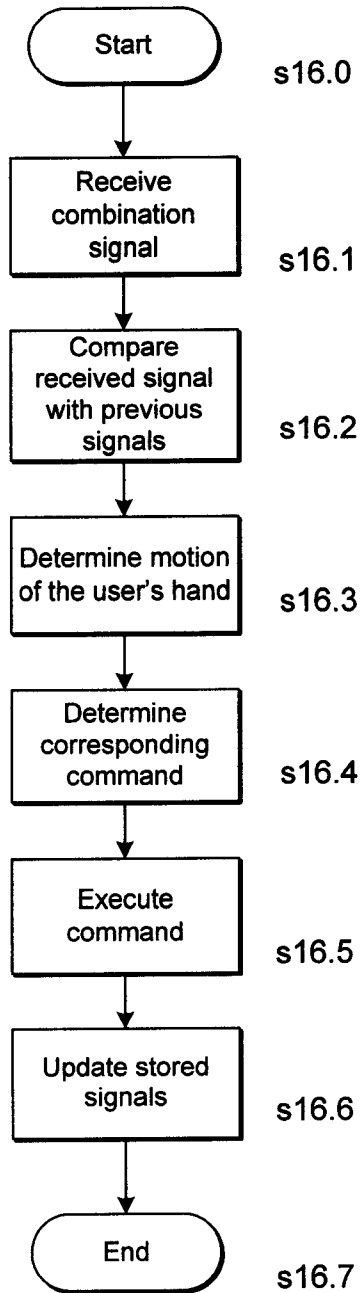 Start
s16.0
Receive
combination
signal
s16.1
Compare
received signal
with previous
signals
s16.2
Determine motion
of the user's hand
s16.3
Determine
corresponding
command
s16.4
Execute
command
s16.5
Update stored
signals
s16.6
End
s16.7